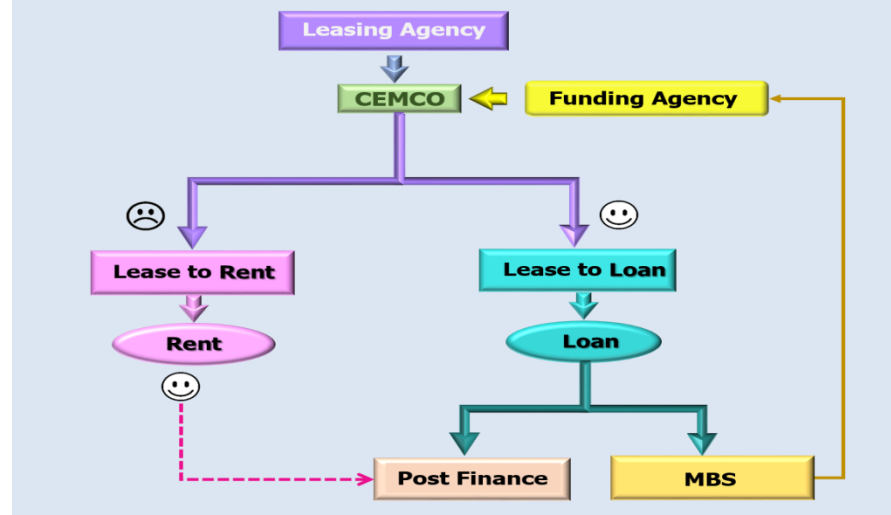 Leasing Agency
CEMCO
Funding Agency
Lease to Rent
Lease to Loan
Rent
Loan
Post Finance
MBS